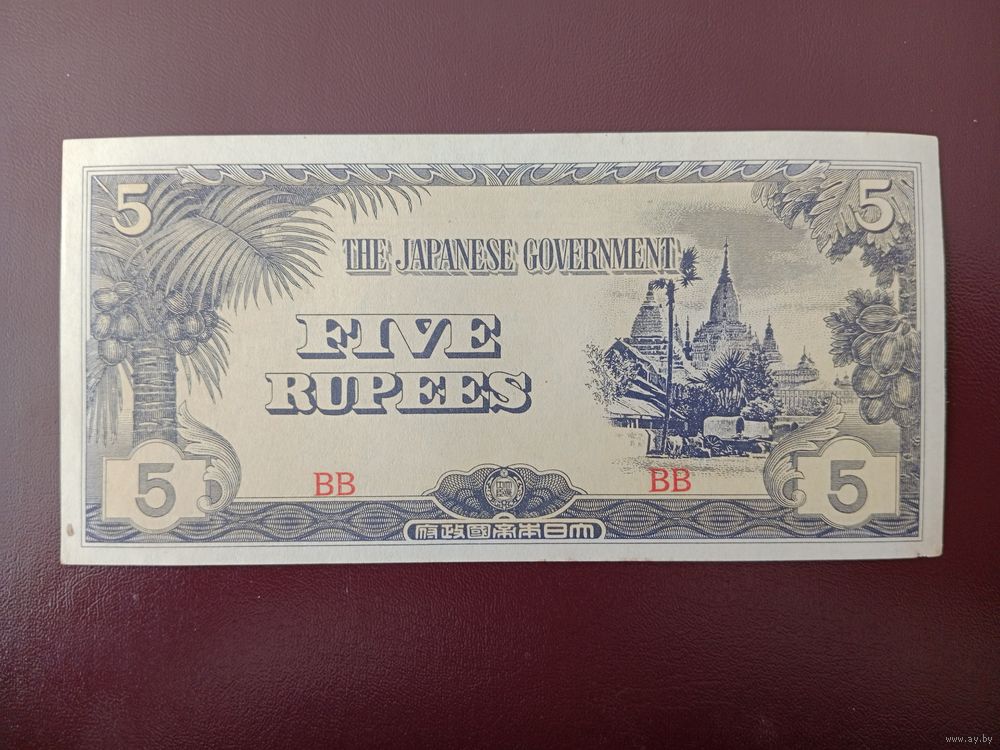 5 5
THE JAPANESE GOVERNMENT
FIVE
RUPEES
BB BB
5 5
府政國帝本日大
www.ay.by